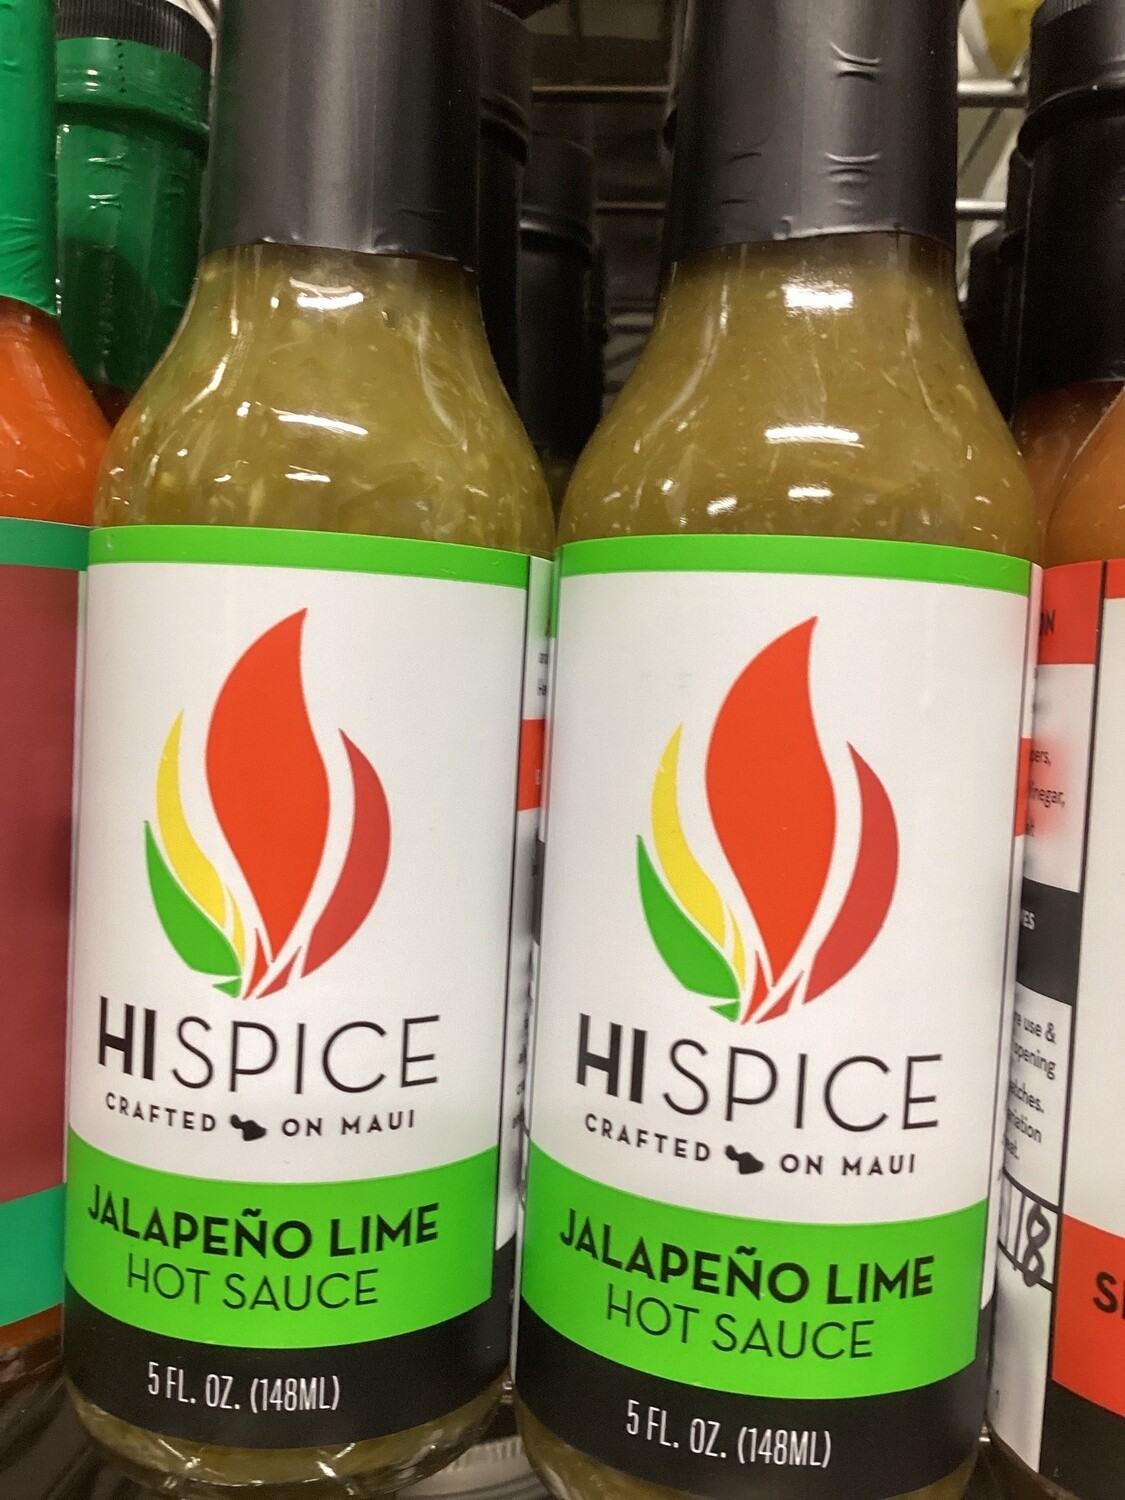 HI SPICE
CRAFTED ON MAUI
JALAPEÑO LIME
HOT SAUCE
5 FL. OZ. (148ML)
HI SPICE
CRAFTED ON MAUI
JALAPEÑO LIME
HOT SAUCE
5 FL. OZ. (148ML)
use &